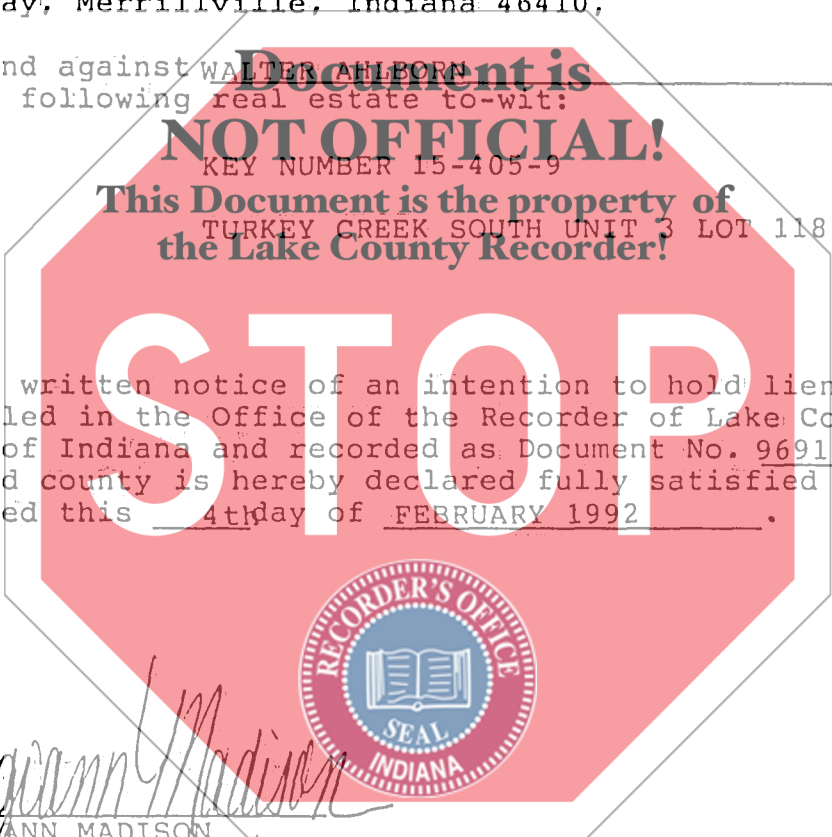 ay, Merrillville, Indiana 46410,
nd against WALTER AHLBORN
following real estate to-wit:
KEY NUMBER 15-405-9
TURKEY CREEK SOUTH UNIT 3 LOT 118
Document is
NOT OFFICIAL!
This Document is the property of
the Lake County Recorder!
STOP
written notice of an intention to hold lien
led in the Office of the Recorder of Lake Co
of Indiana and recorded as Document No. 9691
d county is hereby declared fully satisfied
ed this 4th day of FEBRUARY 1992.
RECORDER'S OFFICE
SEAL
INDIANA
Madison
ANN MADISON